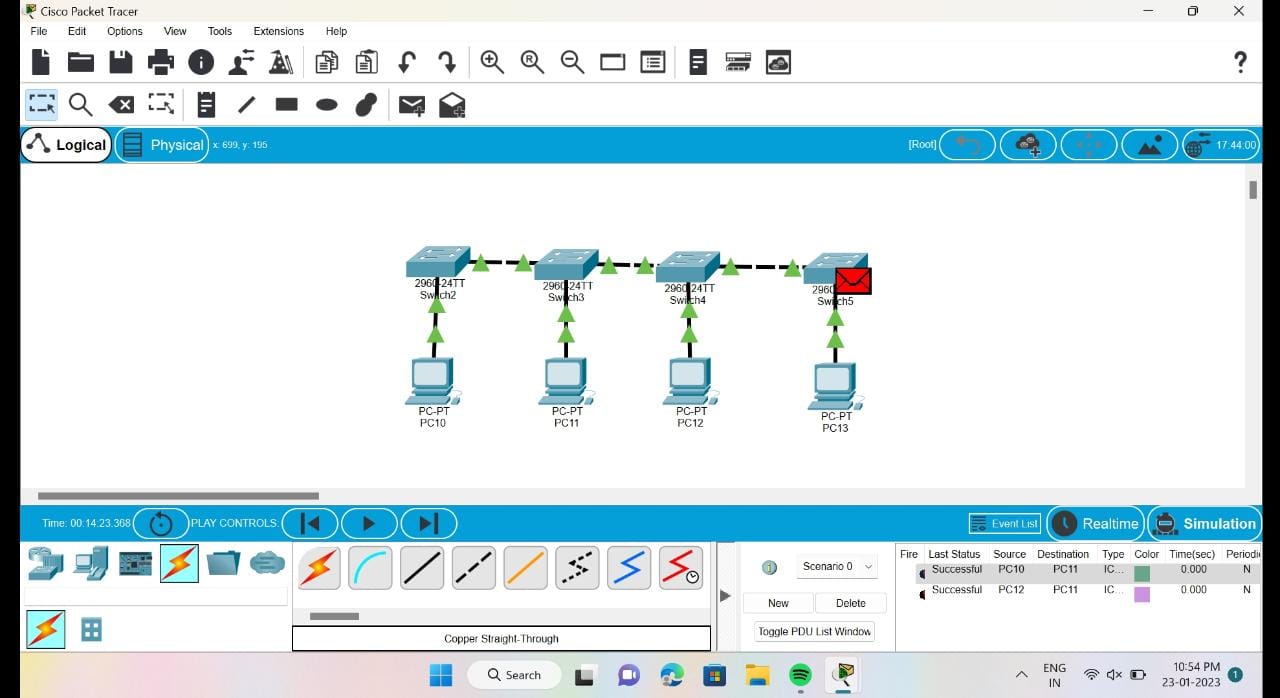 Cisco Packet Tracer
File Edit Options View Tools Extensions Help
R
?
Logical Physical x: 699, y: 195 [Root] 17:44:00
2960-24TT
Switch2
2960-24TT
Switch3
2960-24TT
Switch4
2960
Switch5
PC-PT
PC10
PC-PT
PC11
PC-PT
PC12
PC-PT
PC13
Time: 00:14:23.368 PLAY CONTROLS: Event List Realtime Simulation
Scenario 0
New Delete
Toggle PDU List Window
Copper Straight-Through
Fire Last Status Source Destination Type Color Time(sec) Periodi
Successful PC10 PC11 IC... 0.000 N
Successful PC12 PC11 IC... 0.000 N
Search
ENG
IN
10:54 PM
23-01-2023
1